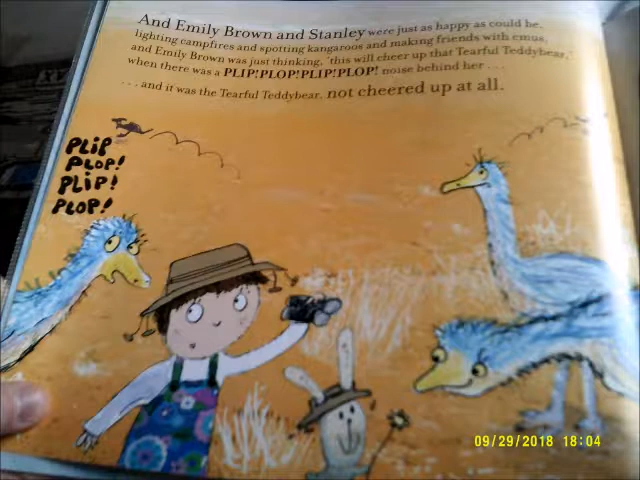 And Emily Brown and Stanley were just as happy as could be,
lighting campfires and spotting kangaroos and making friends with emus,
and Emily Brown was just thinking, 'this will cheer up that Tearful Teddybear,'
when there was a PLIP!PLOP!PLIP!PLOP! noise behind her . . .
. . . and it was the Tearful Teddybear, not cheered up at all.
PLIP
PLOP!
PLIP!
PLOP!
09/29/2018 18:04